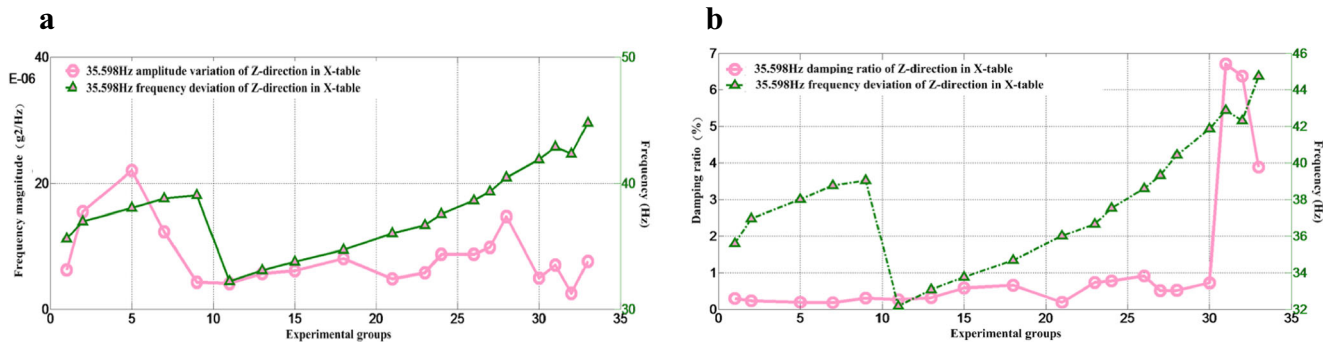 a
E-06
40
20
0
Frequency magnitude (g2/Hz)
35.598Hz amplitude variation of Z-direction in X-table
35.598Hz frequency deviation of Z-direction in X-table
50
40
30
Frequency (Hz)
0 5 10 15 20 25 30 35
Experimental groups
b
7
6
5
4
3
2
1
0
Damping ratio (%)
35.598Hz damping ratio of Z-direction in X-table
35.598Hz frequency deviation of Z-direction in X-table
46
44
42
40
38
36
34
32
Frequency (Hz)
0 5 10 15 20 25 30 35
Experimental groups